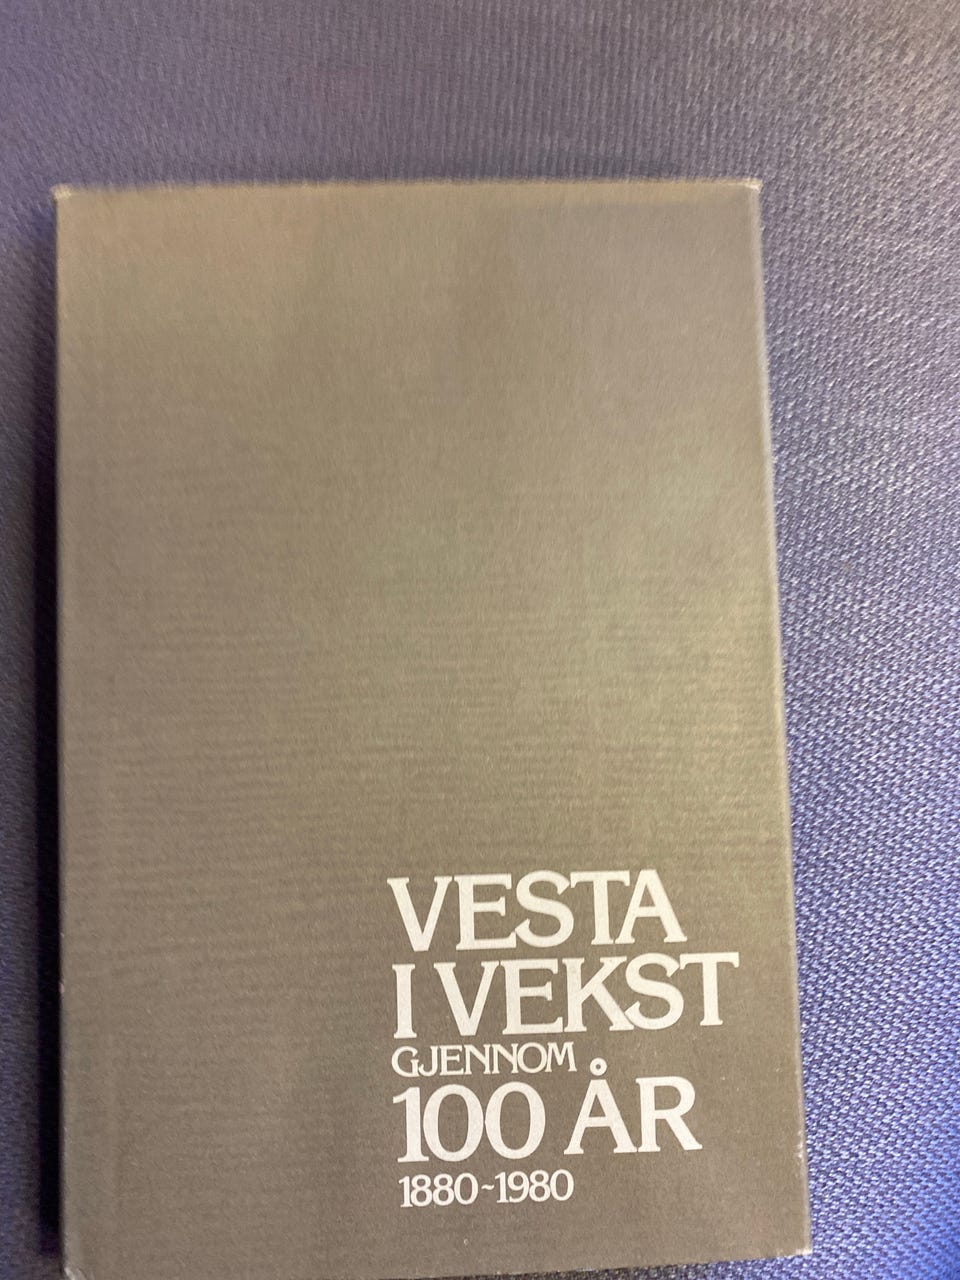 VESTA
I VEKST
GJENNOM
100 ÅR
1880~1980